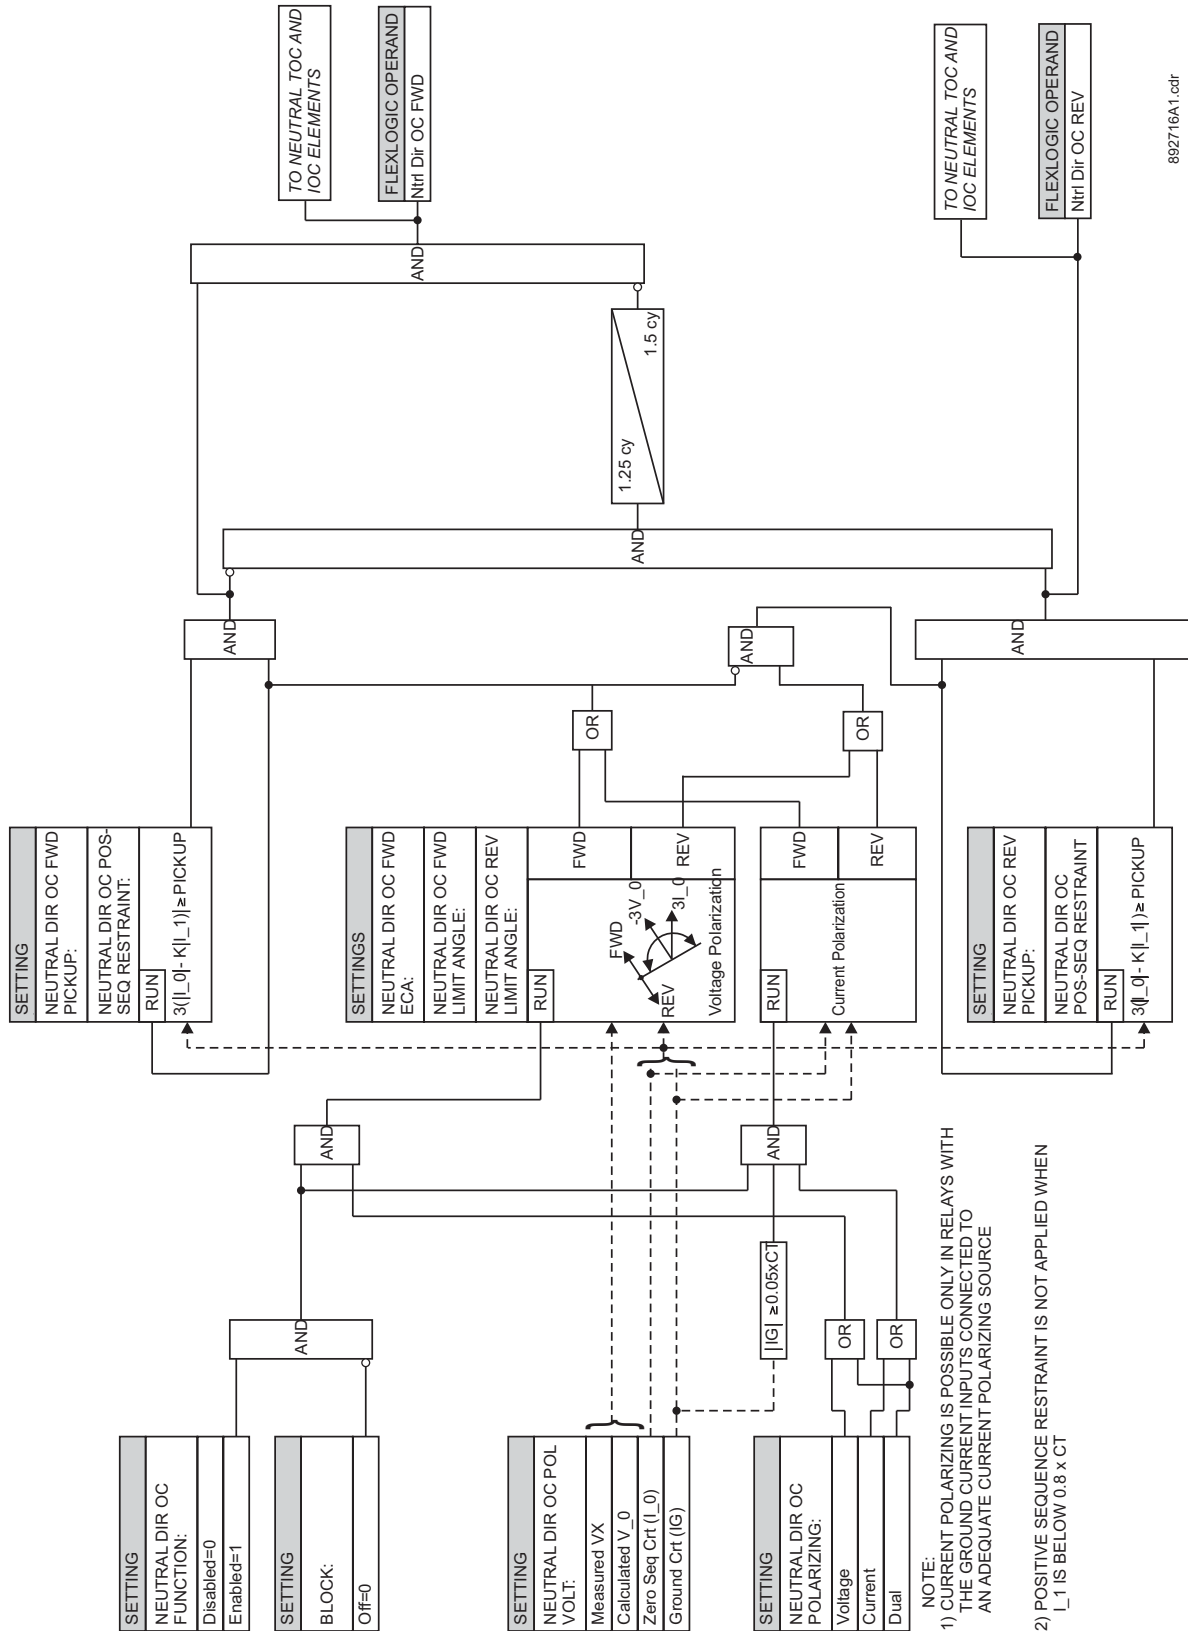 SETTING
NEUTRAL DIR OC
FUNCTION:
Disabled=0
Enabled=1
SETTING
BLOCK:
Off=0
SETTING
NEUTRAL DIR OC POL
VOLT:
Measured VX
Calculated V_0
Zero Seq Crt (I_0)
Ground Crt (IG)
SETTING
NEUTRAL DIR OC
POLARIZING:
Voltage
Current
Dual
AND
OR
OR
|IG| ≥0.05xCT
AND
AND
SETTING
NEUTRAL DIR OC FWD
PICKUP:
NEUTRAL DIR OC POS-
SEQ RESTRAINT:
RUN
3(|I_0|- K|I_1)| ≥ PICKUP
SETTINGS
NEUTRAL DIR OC FWD
ECA:
NEUTRAL DIR OC FWD
LIMIT ANGLE:
NEUTRAL DIR OC REV
LIMIT ANGLE:
RUN
FWD
REV
FWD
-3V_0
3I_0
REV
Voltage Polarization
RUN
FWD
REV
Current Polarization
SETTING
NEUTRAL DIR OC REV
PICKUP:
NEUTRAL DIR OC
POS-SEQ RESTRAINT
RUN
3(|I_0|- K|I_1|) ≥ PICKUP
OR
OR
AND
AND
AND
AND
1.25 cy
1.5 cy
AND
TO NEUTRAL TOC AND
IOC ELEMENTS
FLEXLOGIC OPERAND
Ntrl Dir OC FWD
TO NEUTRAL TOC AND
IOC ELEMENTS
FLEXLOGIC OPERAND
Ntrl Dir OC REV
NOTE:
1) CURRENT POLARIZING IS POSSIBLE ONLY IN RELAYS WITH
THE GROUND CURRENT INPUTS CONNECTED TO
AN ADEQUATE CURRENT POLARIZING SOURCE
2) POSITIVE SEQUENCE RESTRAINT IS NOT APPLIED WHEN
I_1 IS BELOW 0.8 x CT
892716A1.cdr